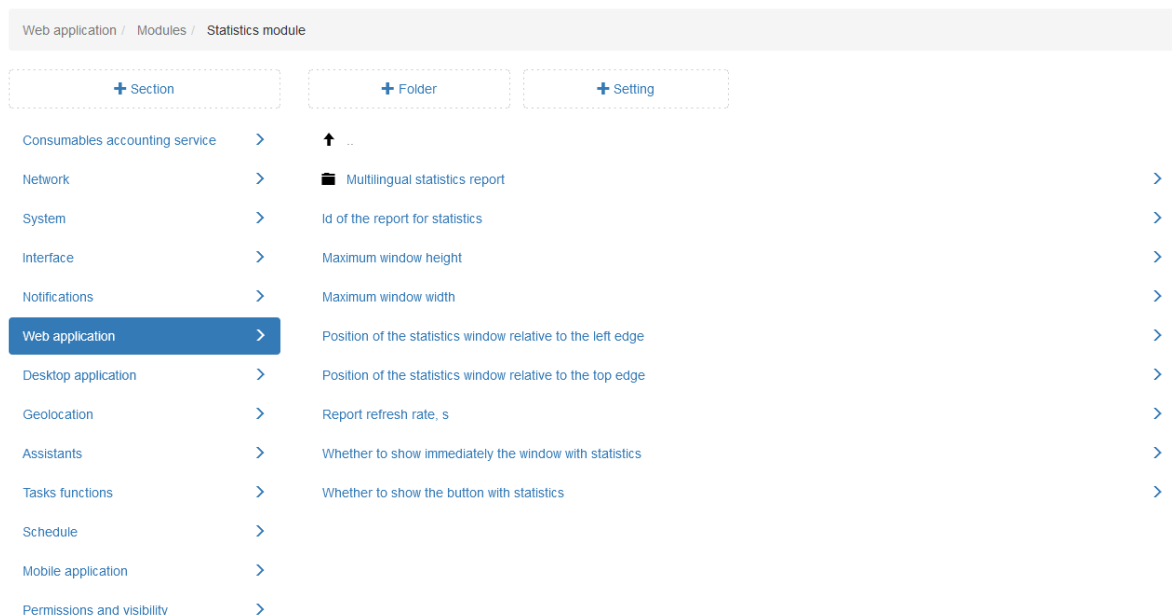 Web application / Modules / Statistics module
+ Section
+ Folder
+ Setting
Consumables accounting service
Network
System
Interface
Notifications
Web application
Desktop application
Geolocation
Assistants
Tasks functions
Schedule
Mobile application
Permissions and visibility
..
Multilingual statistics report
Id of the report for statistics
Maximum window height
Maximum window width
Position of the statistics window relative to the left edge
Position of the statistics window relative to the top edge
Report refresh rate, s
Whether to show immediately the window with statistics
Whether to show the button with statistics